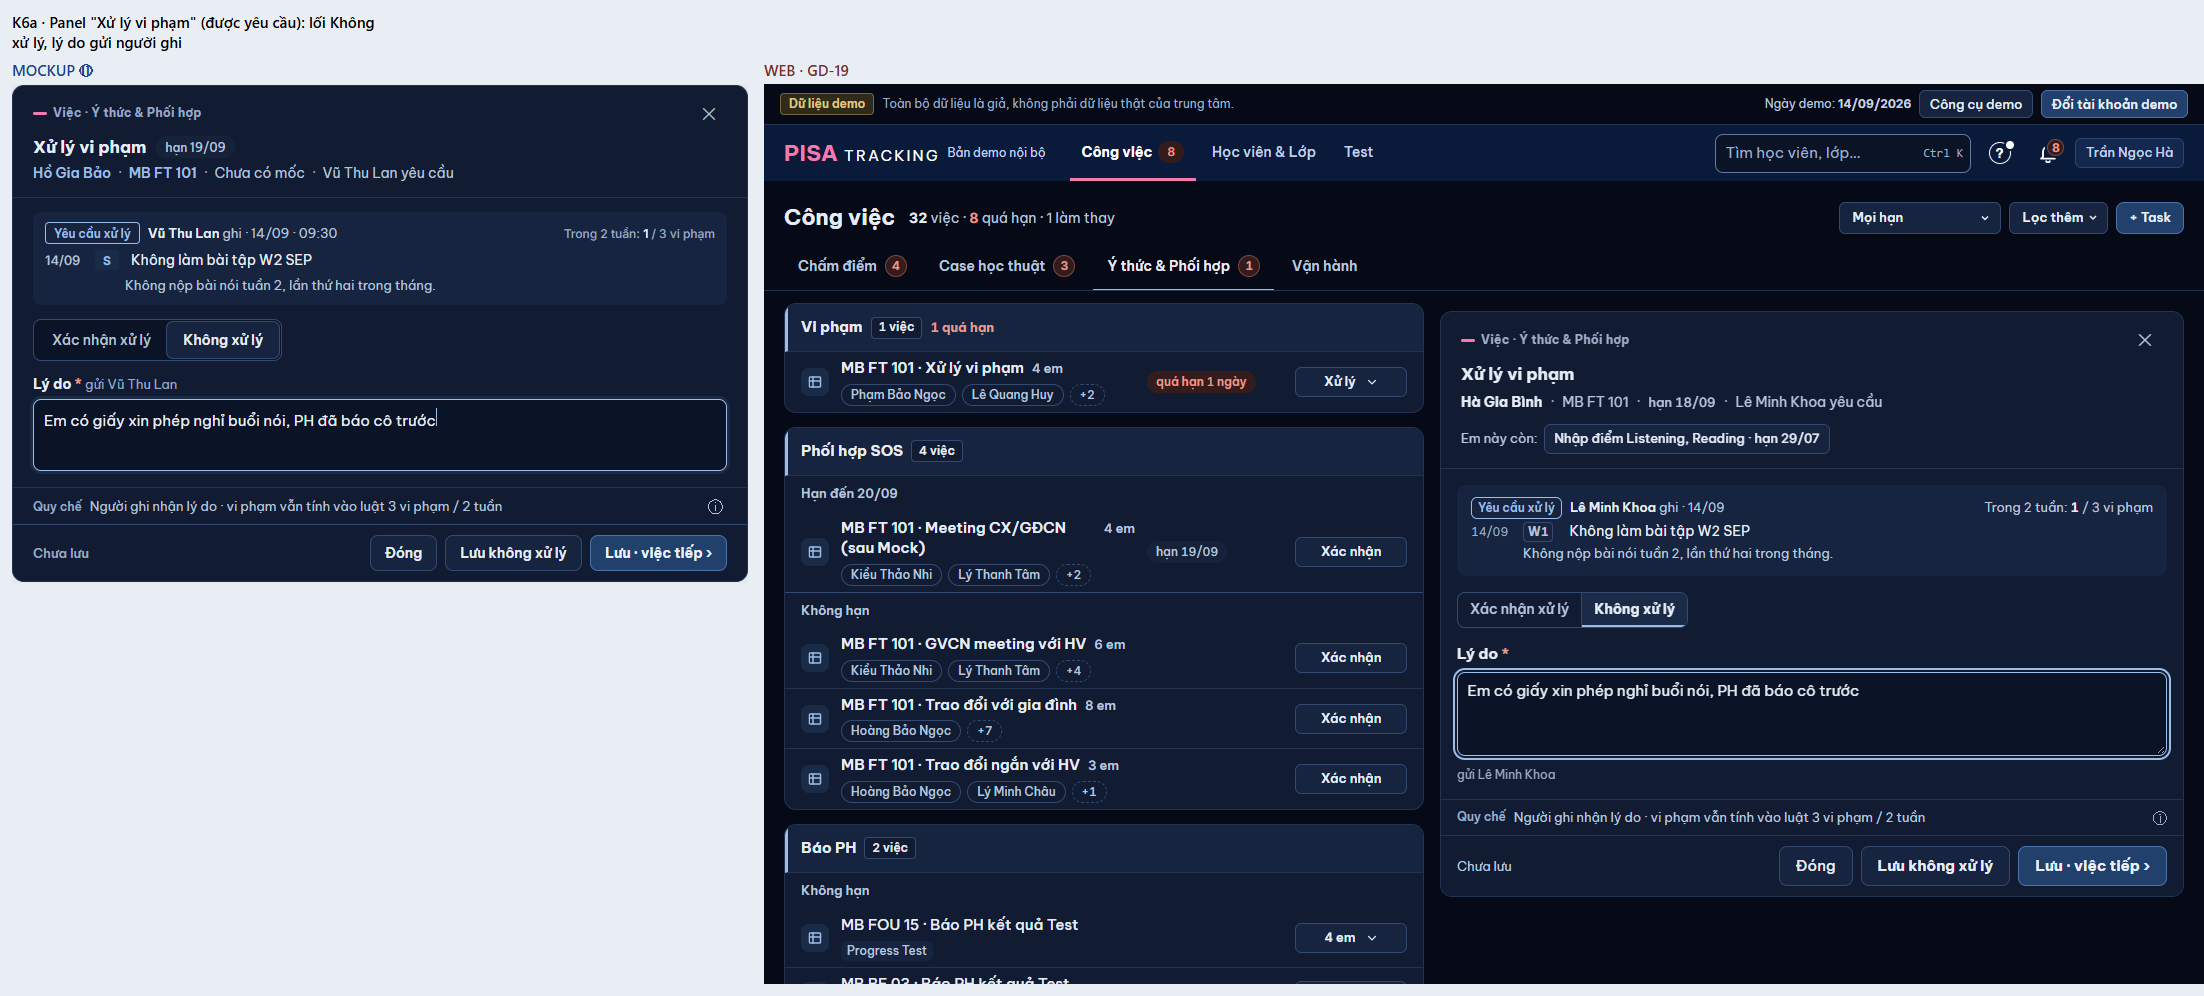 K6a · Panel "Xử lý vi phạm" (được yêu cầu): lối Không
xử lý, lý do gửi người ghi
MOCKUP
Việc · Ý thức & Phối hợp
Xử lý vi phạm hạn 19/09
Hồ Gia Bảo · MB FT 101 · Chưa có mốc · Vũ Thu Lan yêu cầu
Yêu cầu xử lý Vũ Thu Lan ghi · 14/09 · 09:30 Trong 2 tuần: 1 / 3 vi phạm
14/09 S Không làm bài tập W2 SEP
Không nộp bài nói tuần 2, lần thứ hai trong tháng.
Xác nhận xử lý Không xử lý
Lý do * gửi Vũ Thu Lan
Em có giấy xin phép nghỉ buổi nói, PH đã báo cô trước
Quy chế Người ghi nhận lý do · vi phạm vẫn tính vào luật 3 vi phạm / 2 tuần
Chưa lưu Đóng Lưu không xử lý Lưu · việc tiếp ›
WEB · GD-19
Dữ liệu demo Toàn bộ dữ liệu là giả, không phải dữ liệu thật của trung tâm. Ngày demo: 14/09/2026 Công cụ demo Đổi tài khoản demo
PISA TRACKING Bản demo nội bộ Công việc 8 Học viên & Lớp Test Tìm học viên, lớp... Ctrl K ? 8 Trần Ngọc Hà
Công việc 32 việc · 8 quá hạn · 1 làm thay Mọi hạn Lọc thêm + Task
Chấm điểm 4 Case học thuật 3 Ý thức & Phối hợp 1 Vận hành
Vi phạm 1 việc 1 quá hạn
MB FT 101 · Xử lý vi phạm 4 em
Phạm Bảo Ngọc Lê Quang Huy +2 quá hạn 1 ngày Xử lý
Phối hợp SOS 4 việc
Hạn đến 20/09
MB FT 101 · Meeting CX/GĐCN 4 em
(sau Mock) hạn 19/09 Xác nhận
Kiều Thảo Nhi Lý Thanh Tâm +2
Không hạn
MB FT 101 · GVCN meeting với HV 6 em
Kiều Thảo Nhi Lý Thanh Tâm +4 Xác nhận
MB FT 101 · Trao đổi với gia đình 8 em
Hoàng Bảo Ngọc +7 Xác nhận
MB FT 101 · Trao đổi ngắn với HV 3 em
Hoàng Bảo Ngọc Lý Minh Châu +1 Xác nhận
Báo PH 2 việc
Không hạn
MB FOU 15 · Báo PH kết quả Test
Progress Test 4 em
MB BF 03 · Báo PH kết quả Test
Việc · Ý thức & Phối hợp
Xử lý vi phạm
Hà Gia Bình · MB FT 101 · hạn 18/09 · Lê Minh Khoa yêu cầu
Em này còn: Nhập điểm Listening, Reading · hạn 29/07
Yêu cầu xử lý Lê Minh Khoa ghi · 14/09 Trong 2 tuần: 1 / 3 vi phạm
14/09 W1 Không làm bài tập W2 SEP
Không nộp bài nói tuần 2, lần thứ hai trong tháng.
Xác nhận xử lý Không xử lý
Lý do *
Em có giấy xin phép nghỉ buổi nói, PH đã báo cô trước
gửi Lê Minh Khoa
Quy chế Người ghi nhận lý do · vi phạm vẫn tính vào luật 3 vi phạm / 2 tuần
Chưa lưu Đóng Lưu không xử lý Lưu · việc tiếp ›